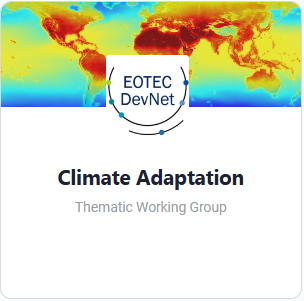 EOTEC
DevNet
Climate Adaptation
Thematic Working Group